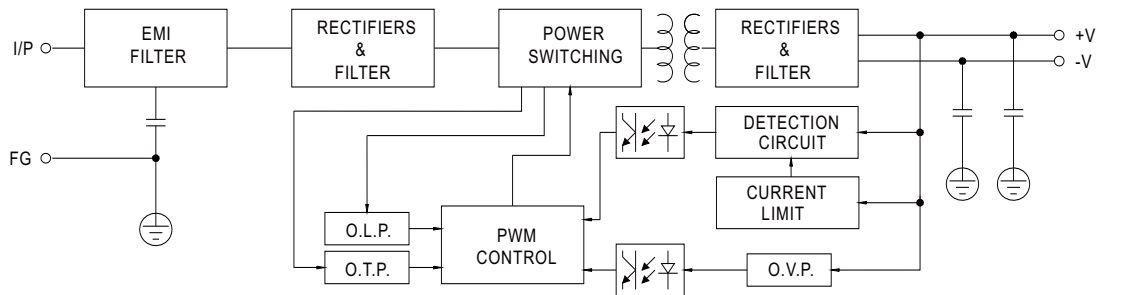 I/P
EMI
FILTER
RECTIFIERS
&
FILTER
POWER
SWITCHING
RECTIFIERS
&
FILTER
+V
-V
FG
DETECTION
CIRCUIT
CURRENT
LIMIT
O.L.P.
O.T.P.
PWM
CONTROL
O.V.P.